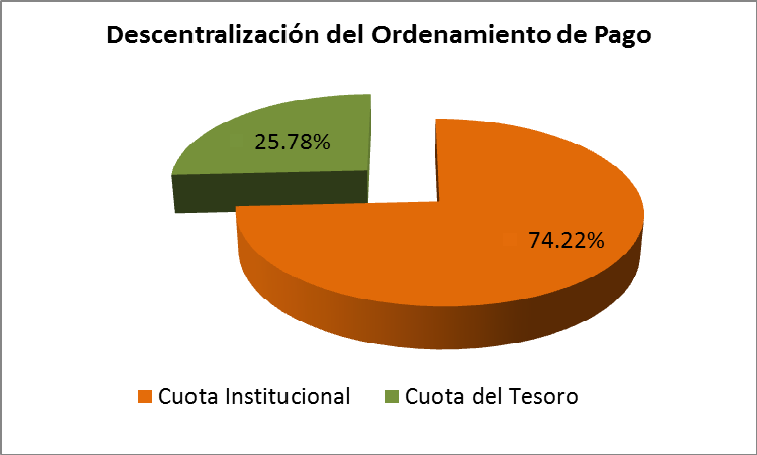 Descentralización del Ordenamiento de Pago
25.78%
74.22%
Cuota Institucional
Cuota del Tesoro